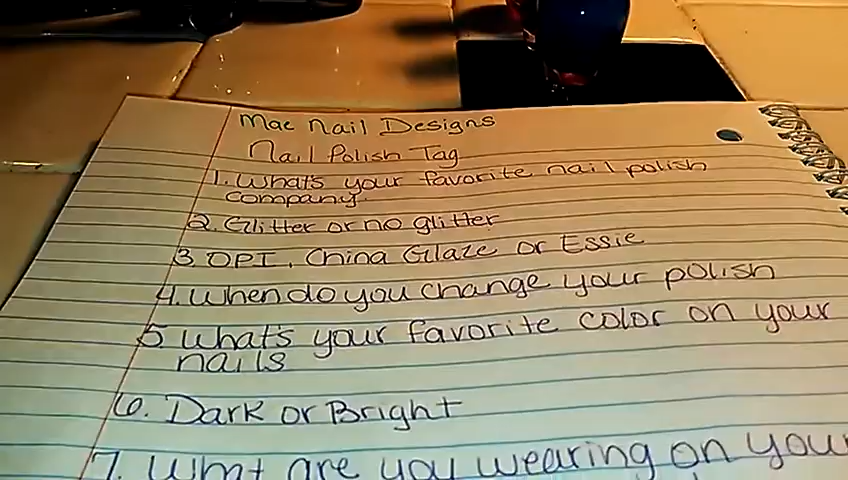 Mae Nail Designs
Nail Polish Tag
1. What's your favorite nail polish
company.
2. Glitter or no glitter
3 OPI, China Glaze or Essie
4. When do you change your polish
5 What's your favorite color on your
nails
6. Dark or Bright
7. What are you wearing on your